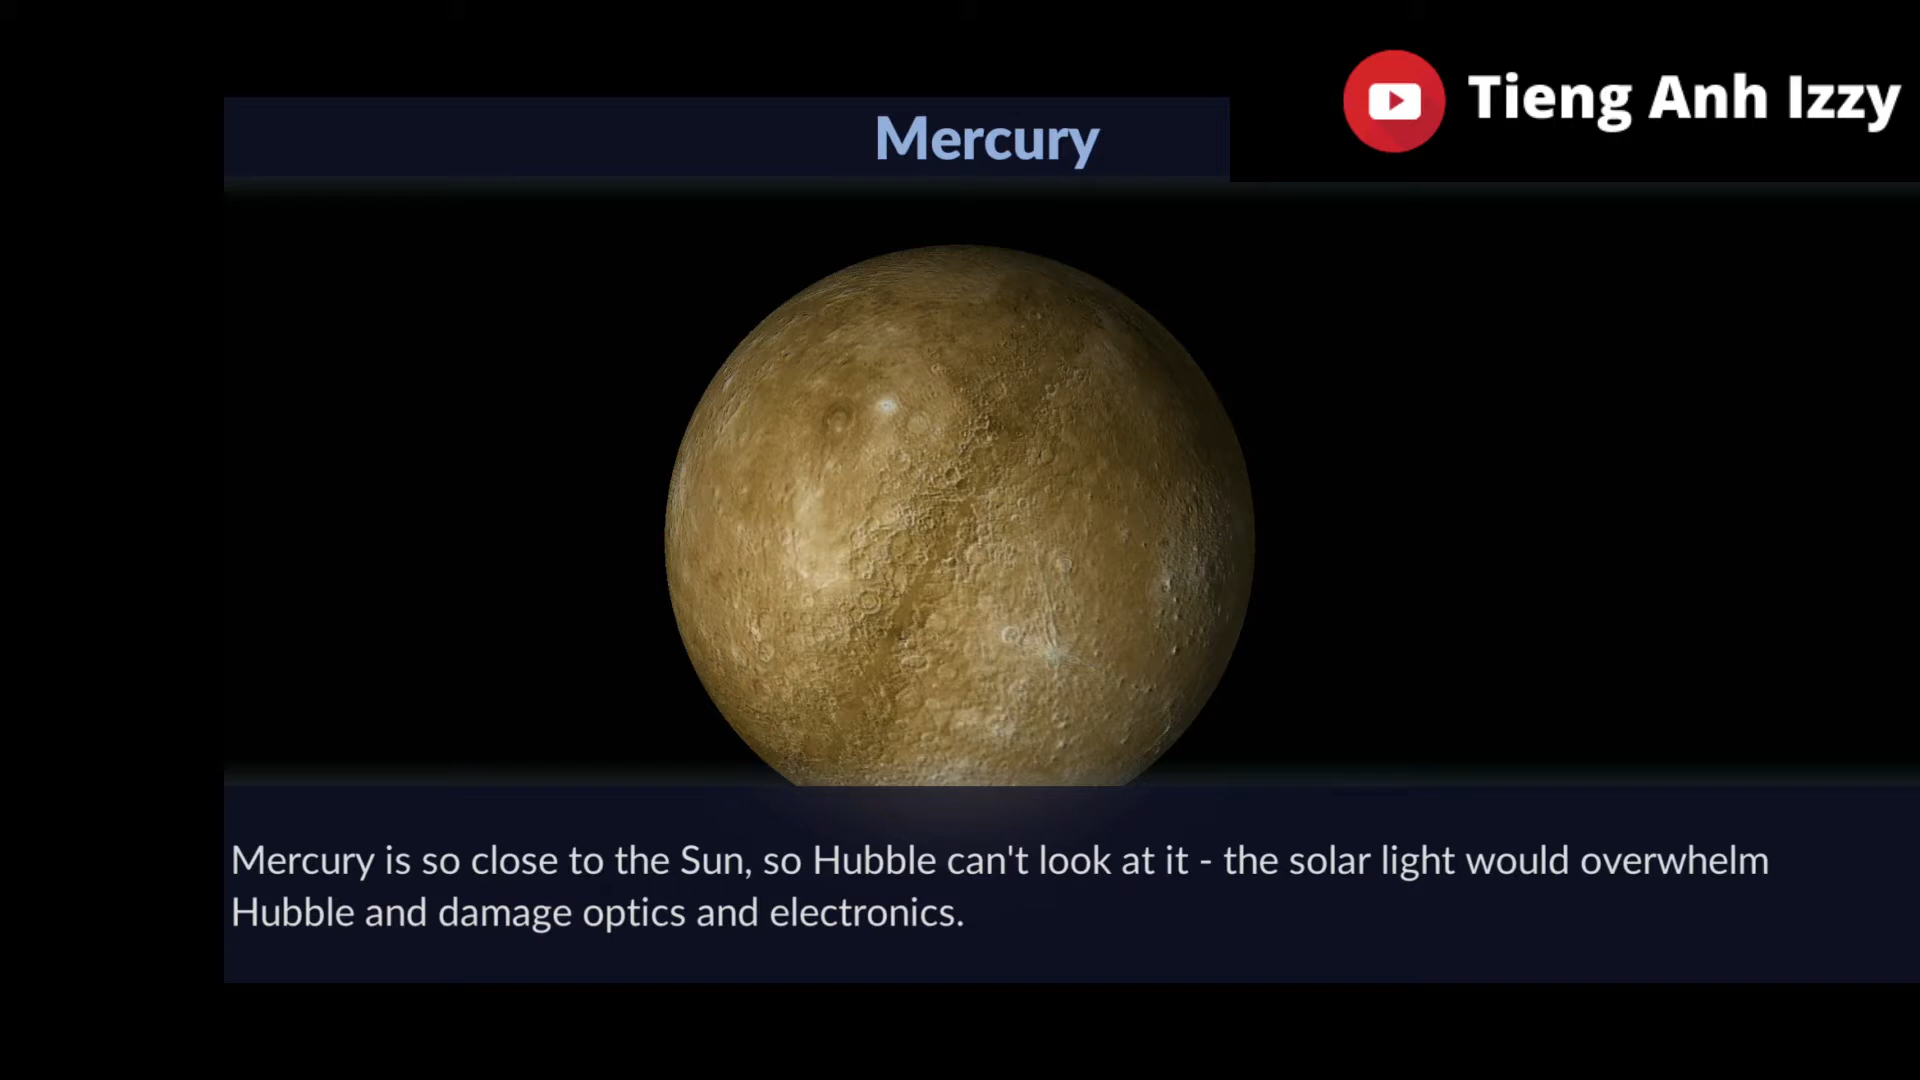 Tieng Anh Izzy
Mercury
Mercury is so close to the Sun, so Hubble can't look at it - the solar light would overwhelm
Hubble and damage optics and electronics.